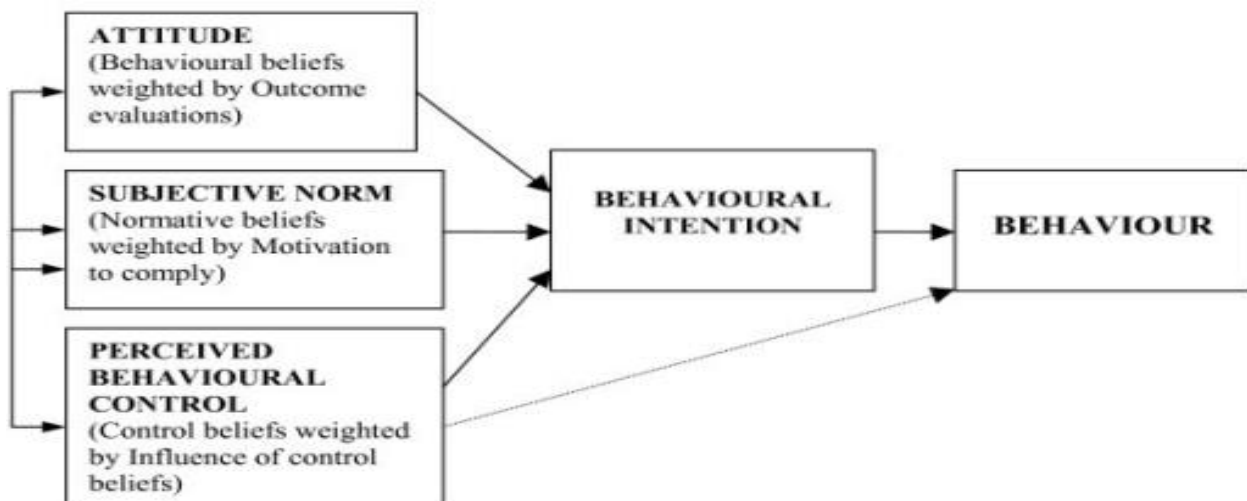 ATTITUDE
(Behavioural beliefs
weighted by Outcome
evaluations)
SUBJECTIVE NORM
(Normative beliefs
weighted by Motivation
to comply)
PERCEIVED
BEHAVIOURAL
CONTROL
(Control beliefs weighted
by Influence of control
beliefs)
BEHAVIOURAL
INTENTION
BEHAVIOUR